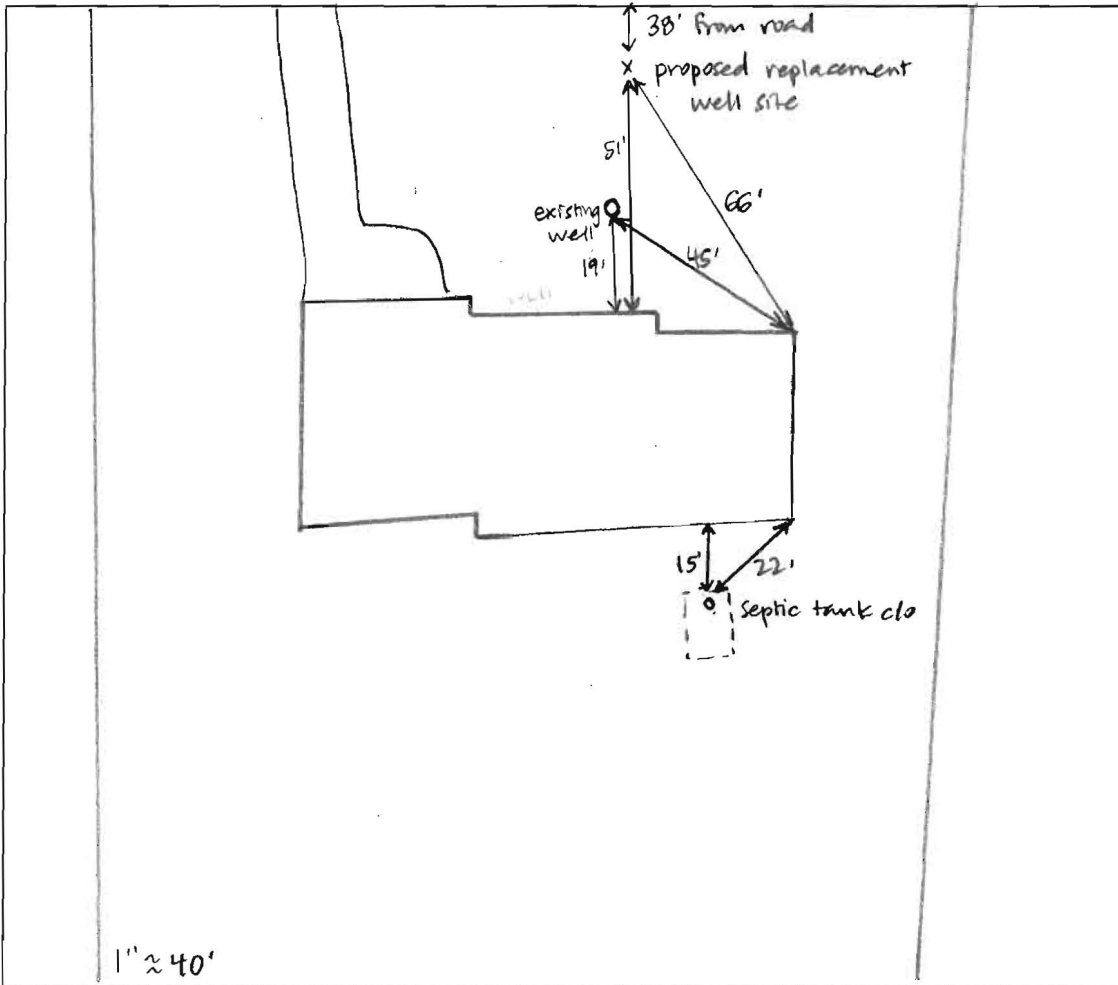 38' from road
x proposed replacement
well site
51'
66'
existing
well
45'
19'
15'
22'
septic tank c/o
1" ≈ 40'